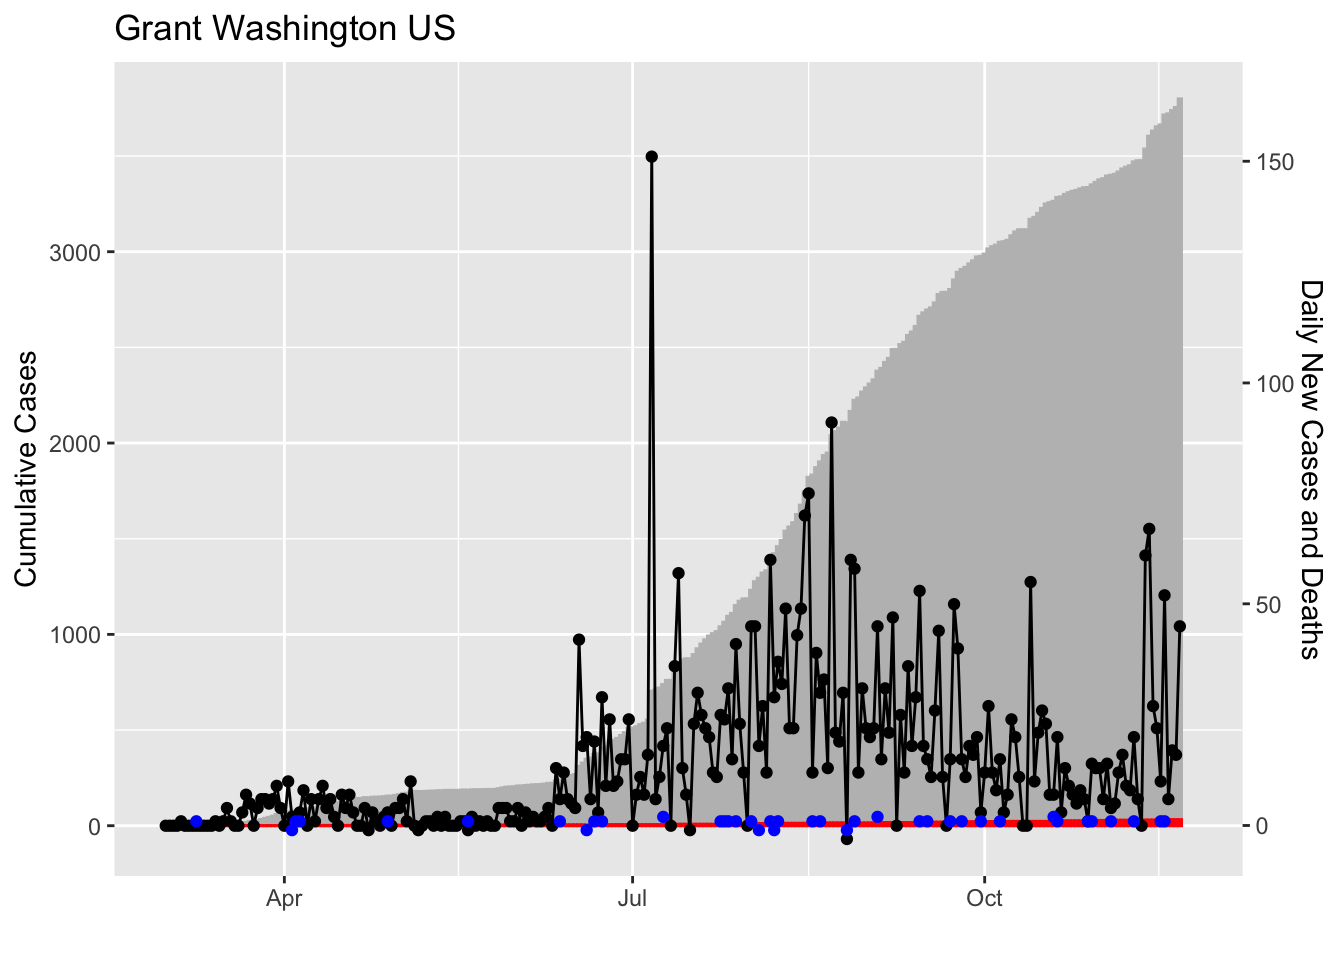 Grant Washington US
Cumulative Cases
3000
2000
1000
0
150
100
50
0
Daily New Cases and Deaths
Apr
Jul
Oct